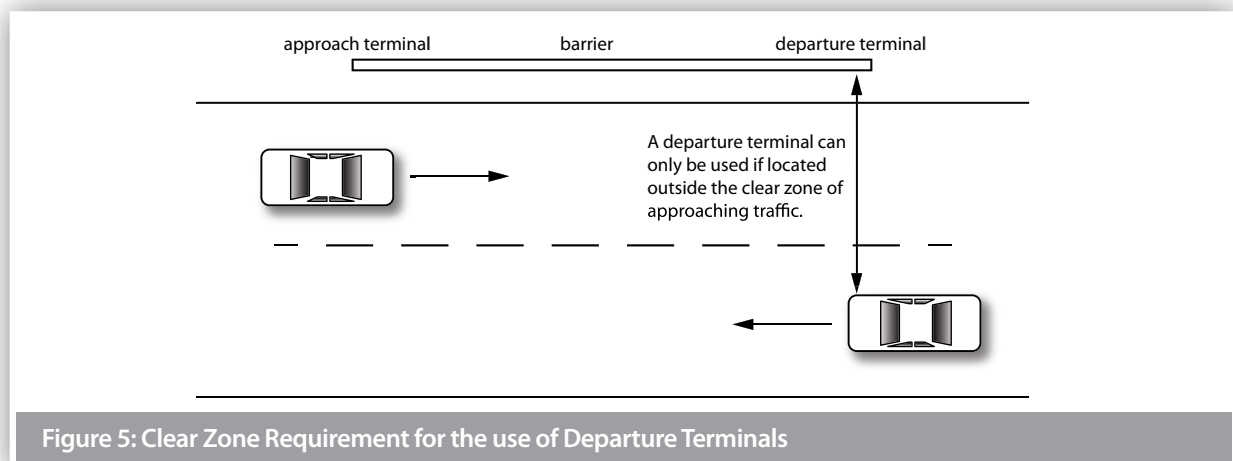 approach terminal
barrier
departure terminal
A departure terminal can
only be used if located
outside the clear zone of
approaching traffic.
Figure 5: Clear Zone Requirement for the use of Departure Terminals